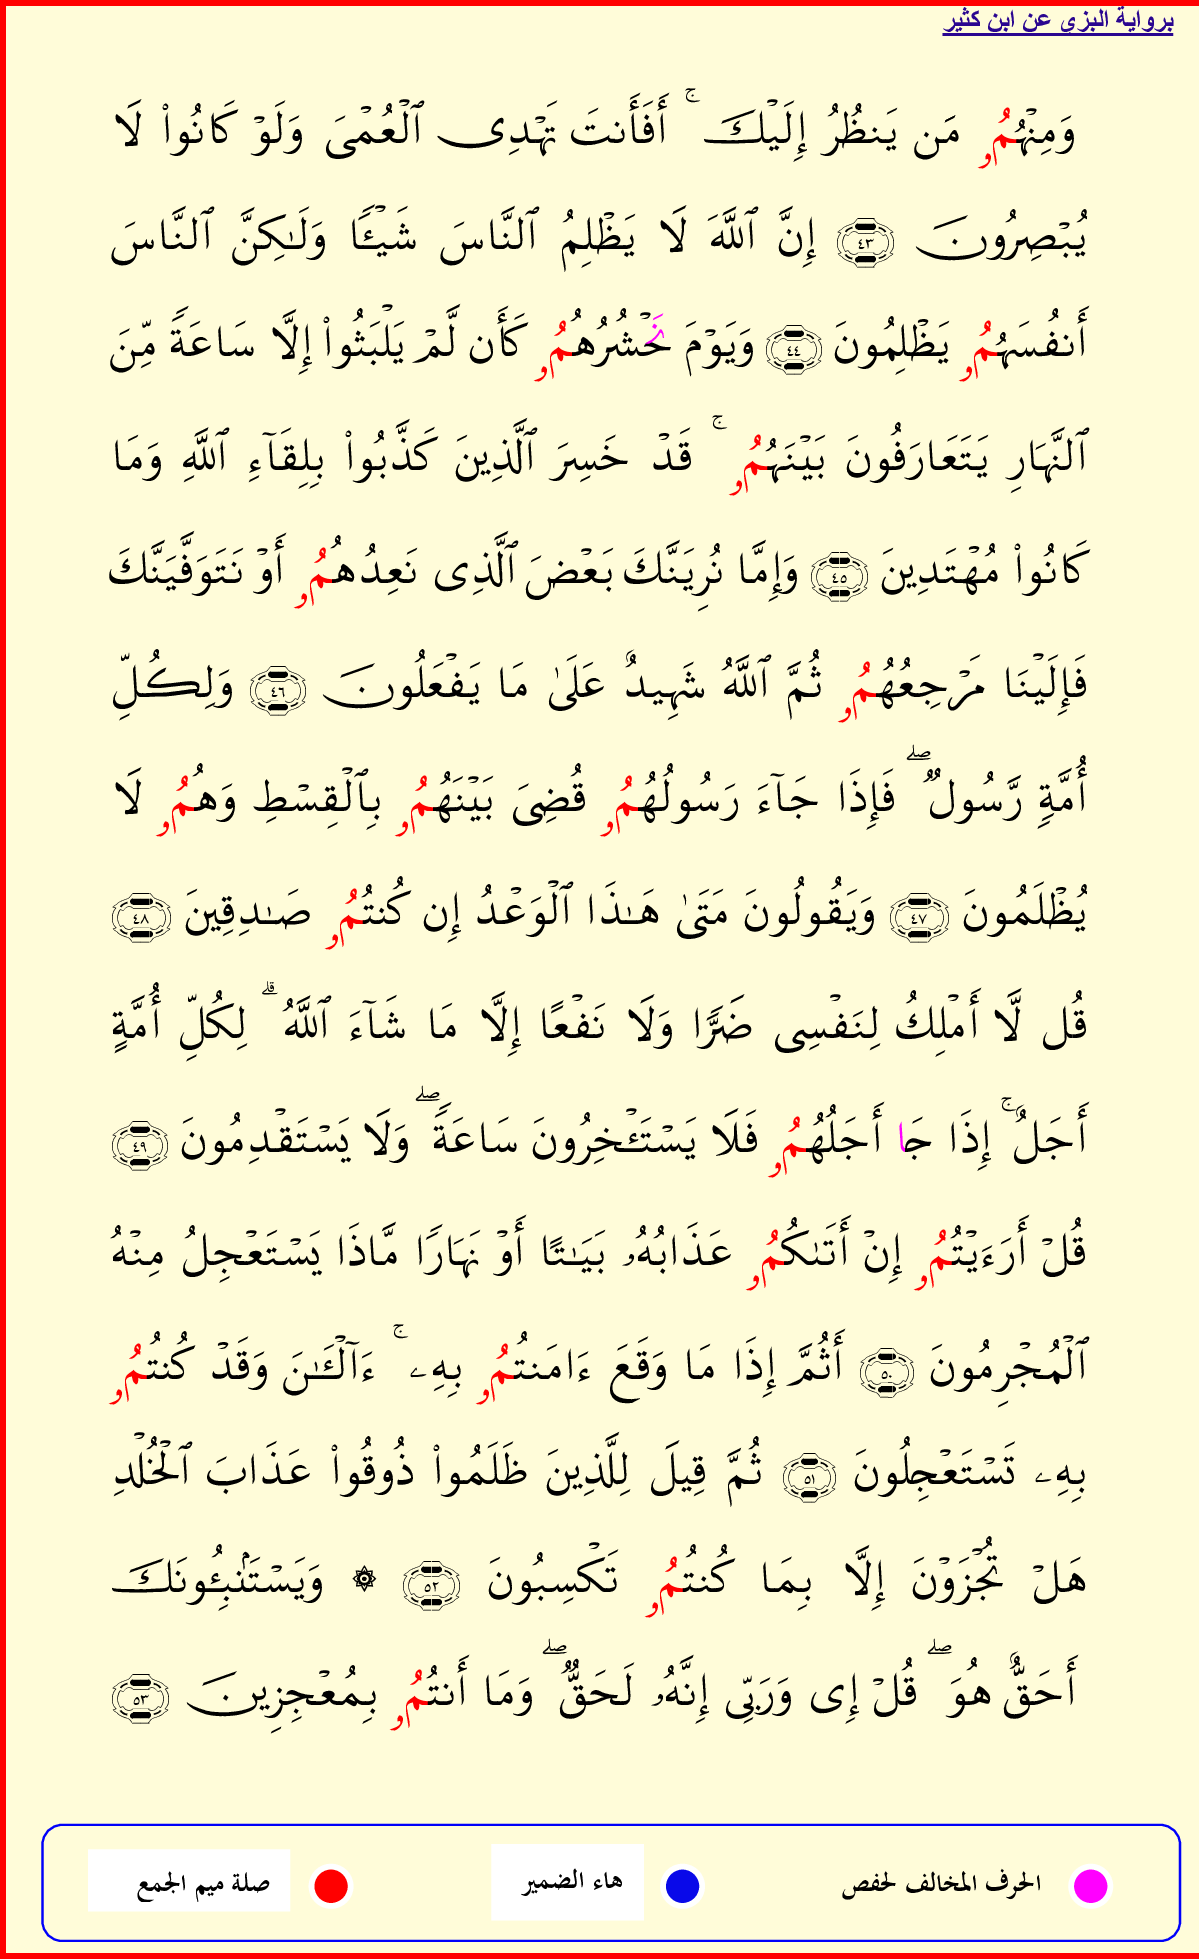 برواية البزى عن ابن كثير
وَمِنْهُمُۥ مَن يَنظُرُ إِلَيْكَ ۚ أَفَأَنتَ تَهْدِى ٱلْعُمْىَ وَلَوْ كَانُوا۟ لَا
يُبْصِرُونَ ٤٣ إِنَّ ٱللَّهَ لَا يَظْلِمُ ٱلنَّاسَ شَيْـًٔا وَلَـٰكِنَّ ٱلنَّاسَ
أَنفُسَهُمُۥ يَظْلِمُونَ ٤٤ وَيَوْمَ نَحْشُرُهُمُۥ كَأَن لَّمْ يَلْبَثُوا۟ إِلَّا سَاعَةً مِّنَ
ٱلنَّهَارِ يَتَعَارَفُونَ بَيْنَهُمُۥ ۚ قَدْ خَسِرَ ٱلَّذِينَ كَذَّبُوا۟ بِلِقَآءِ ٱللَّهِ وَمَا
كَانُوا۟ مُهْتَدِينَ ٤٥ وَإِمَّا نُرِيَنَّكَ بَعْضَ ٱلَّذِى نَعِدُهُمُۥ أَوْ نَتَوَفَّيَنَّكَ
فَإِلَيْنَا مَرْجِعُهُمُۥ ثُمَّ ٱللَّهُ شَهِيدٌ عَلَىٰ مَا يَفْعَلُونَ ٤٦ وَلِكُلِّ
أُمَّةٍ رَّسُولٌ ۖ فَإِذَا جَآءَ رَسُولُهُمُۥ قُضِىَ بَيْنَهُمُۥ بِٱلْقِسْطِ وَهُمُۥ لَا
يُظْلَمُونَ ٤٧ وَيَقُولُونَ مَتَىٰ هَـٰذَا ٱلْوَعْدُ إِن كُنتُمُۥ صَـٰدِقِينَ ٤٨
قُل لَّا أَمْلِكُ لِنَفْسِى ضَرًّا وَلَا نَفْعًا إِلَّا مَا شَآءَ ٱللَّهُ ۗ لِكُلِّ أُمَّةٍ
أَجَلٌ ۚ إِذَا جَا أَجَلُهُمُۥ فَلَا يَسْتَـْٔخِرُونَ سَاعَةً ۖ وَلَا يَسْتَقْدِمُونَ ٤٩
قُلْ أَرَءَيْتُمُۥ إِنْ أَتَىٰكُمُۥ عَذَابُهُۥ بَيَـٰتًا أَوْ نَهَارًا مَّاذَا يَسْتَعْجِلُ مِنْهُ
ٱلْمُجْرِمُونَ ٥٠ أَثُمَّ إِذَا مَا وَقَعَ ءَامَنتُمُۥ بِهِۦ ۚ ءَآلْـَٔـٰنَ وَقَدْ كُنتُمُۥ
بِهِۦ تَسْتَعْجِلُونَ ٥١ ثُمَّ قِيلَ لِلَّذِينَ ظَلَمُوا۟ ذُوقُوا۟ عَذَابَ ٱلْخُلْدِ
هَلْ تُجْزَوْنَ إِلَّا بِمَا كُنتُمُۥ تَكْسِبُونَ ٥٢ ۞ وَيَسْتَنۢبِـُٔونَكَ
أَحَقٌّ هُوَ ۖ قُلْ إِى وَرَبِّى إِنَّهُۥ لَحَقٌّ ۖ وَمَا أَنتُمُۥ بِمُعْجِزِينَ ٥٣
الحرف المخالف لحفص هاء الضمير صلة ميم الجمع